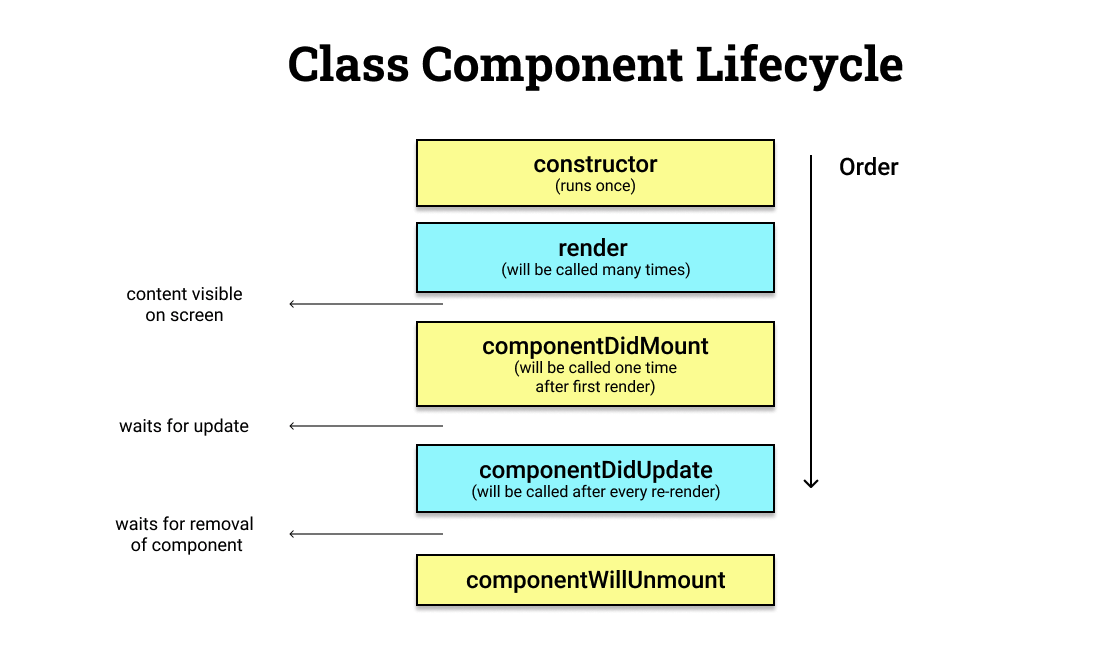 Class Component Lifecycle
constructor
(runs once)
Order
render
(will be called many times)
content visible
on screen
componentDidMount
(will be called one time
after first render)
waits for update
componentDidUpdate
(will be called after every re-render)
waits for removal
of component
componentWillUnmount